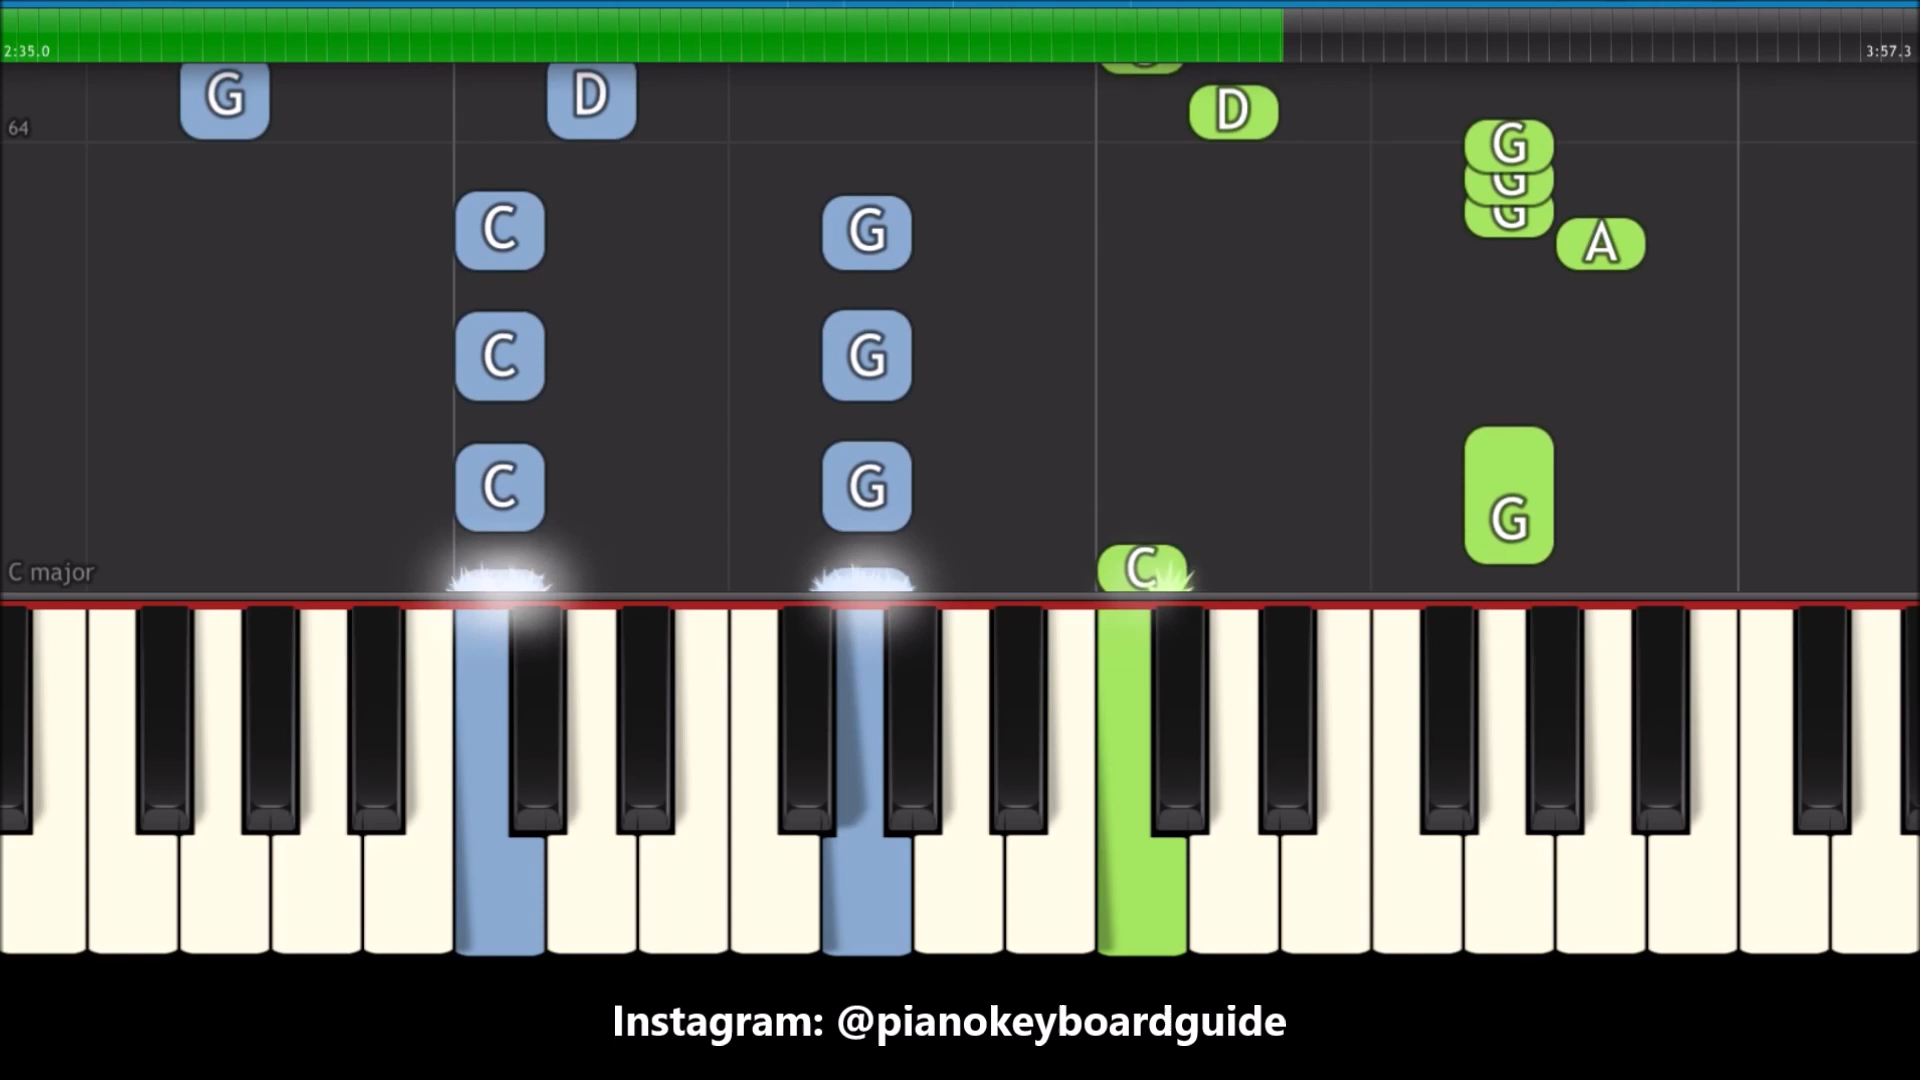 2:35.0 3:57.3
G D D
64
G
G
G
C G A
C G
C G G
C
C major
Instagram: @pianokeyboardguide